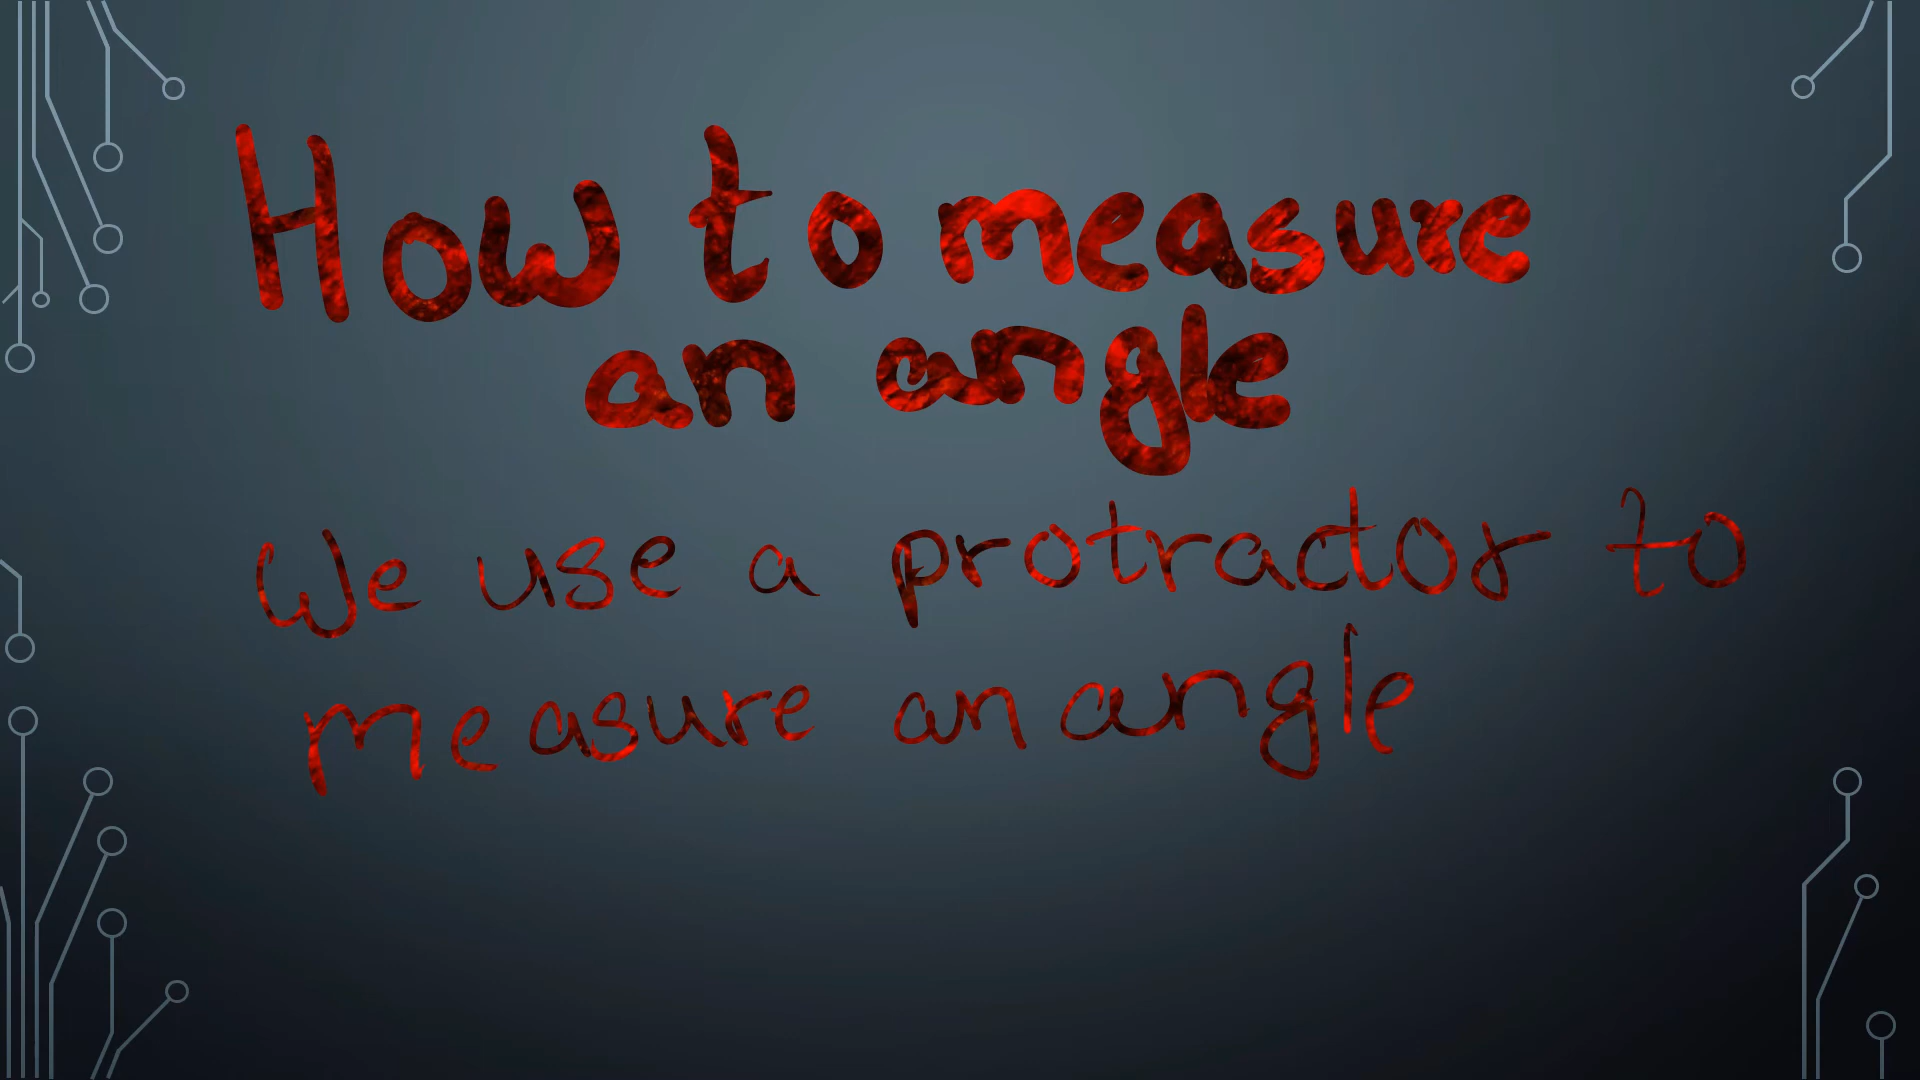 How to measure
an angle
We use a protractor to
measure an angle